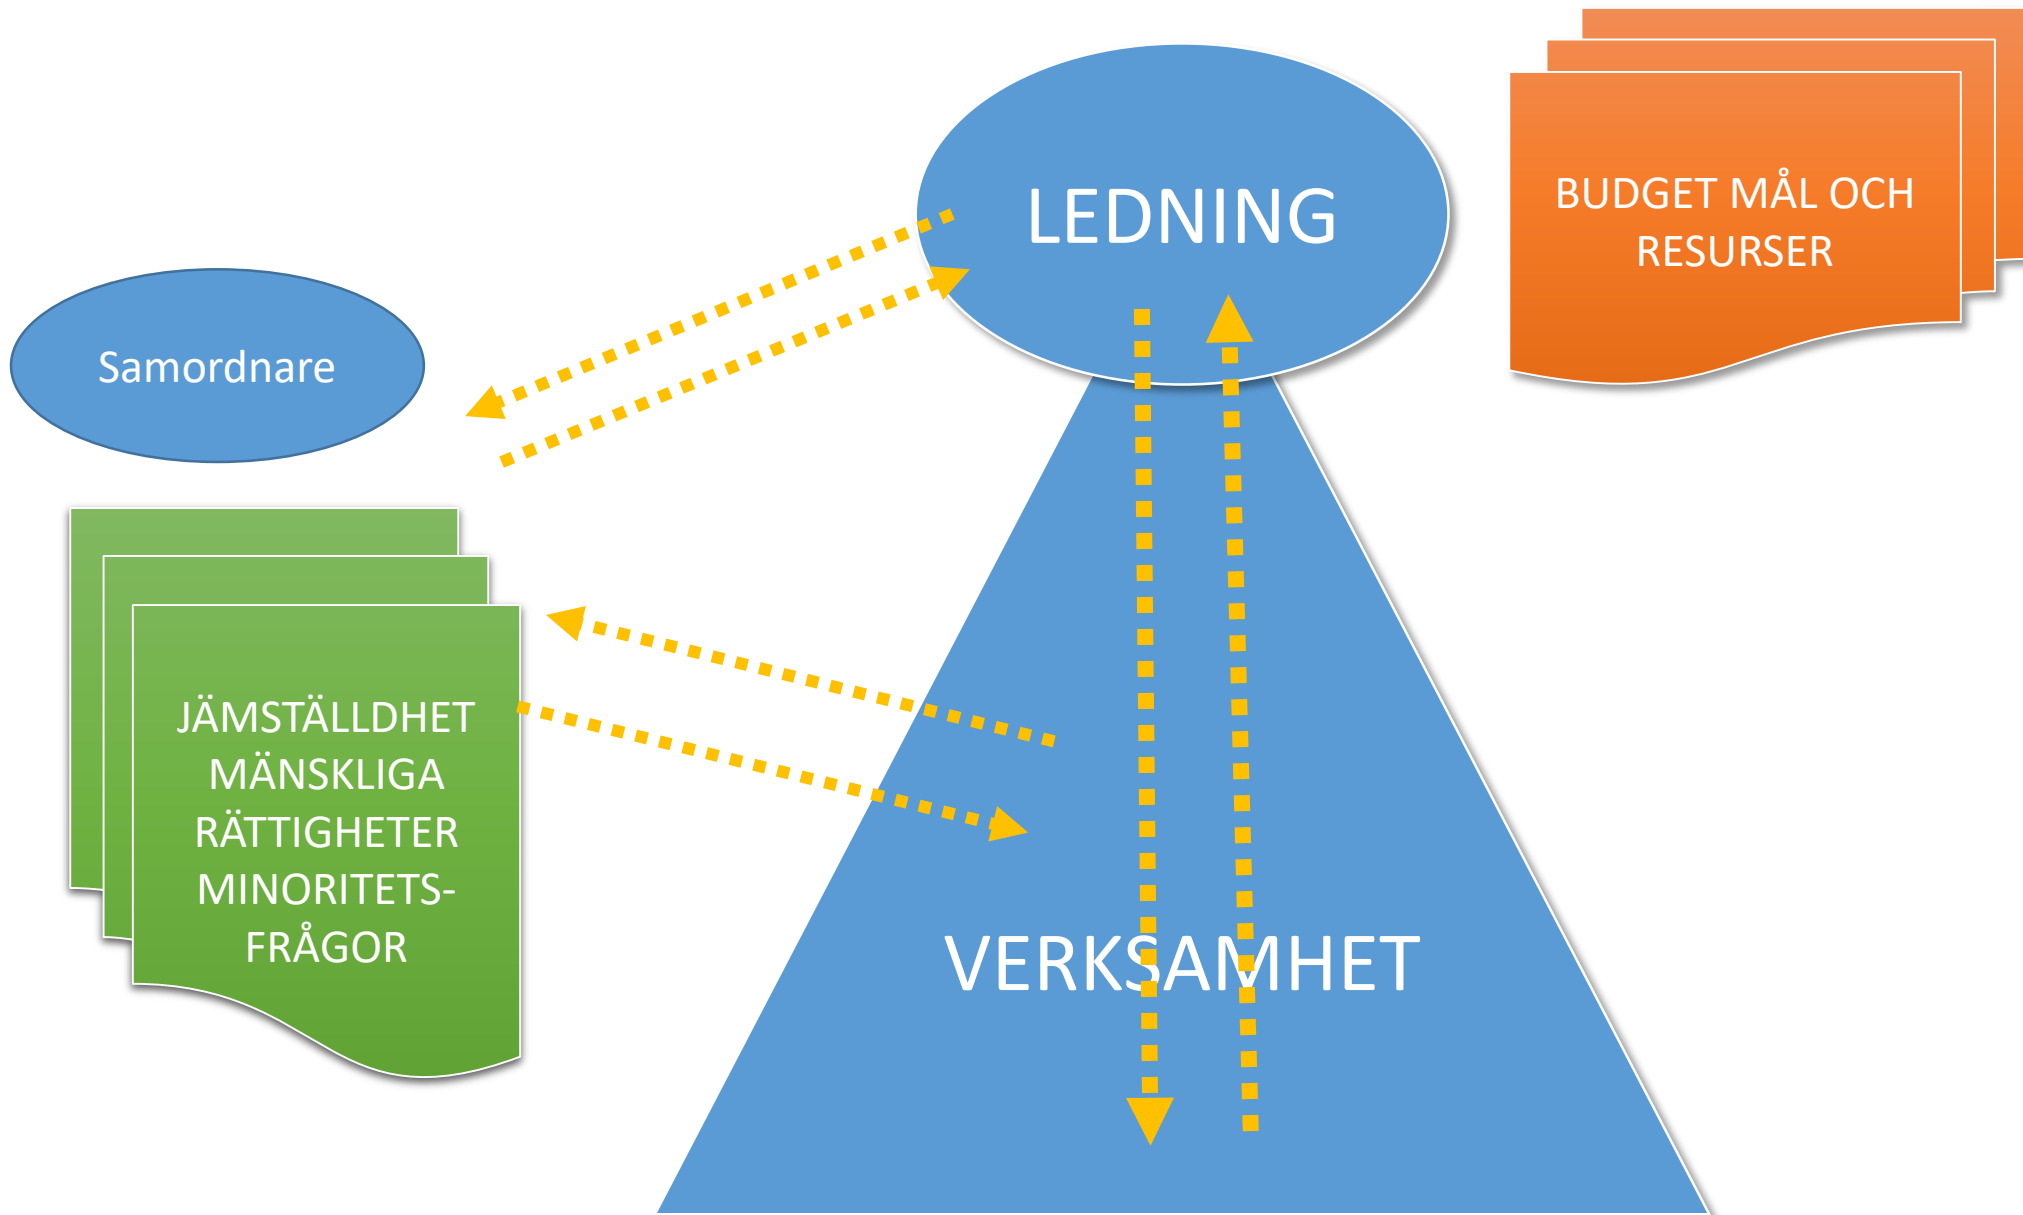 LEDNING
BUDGET MÅL OCH
RESURSER
Samordnare
JÄMSTÄLLDHET
MÄNSKLIGA
RÄTTIGHETER
MINORITETS-
FRÅGOR
VERKSAMHET